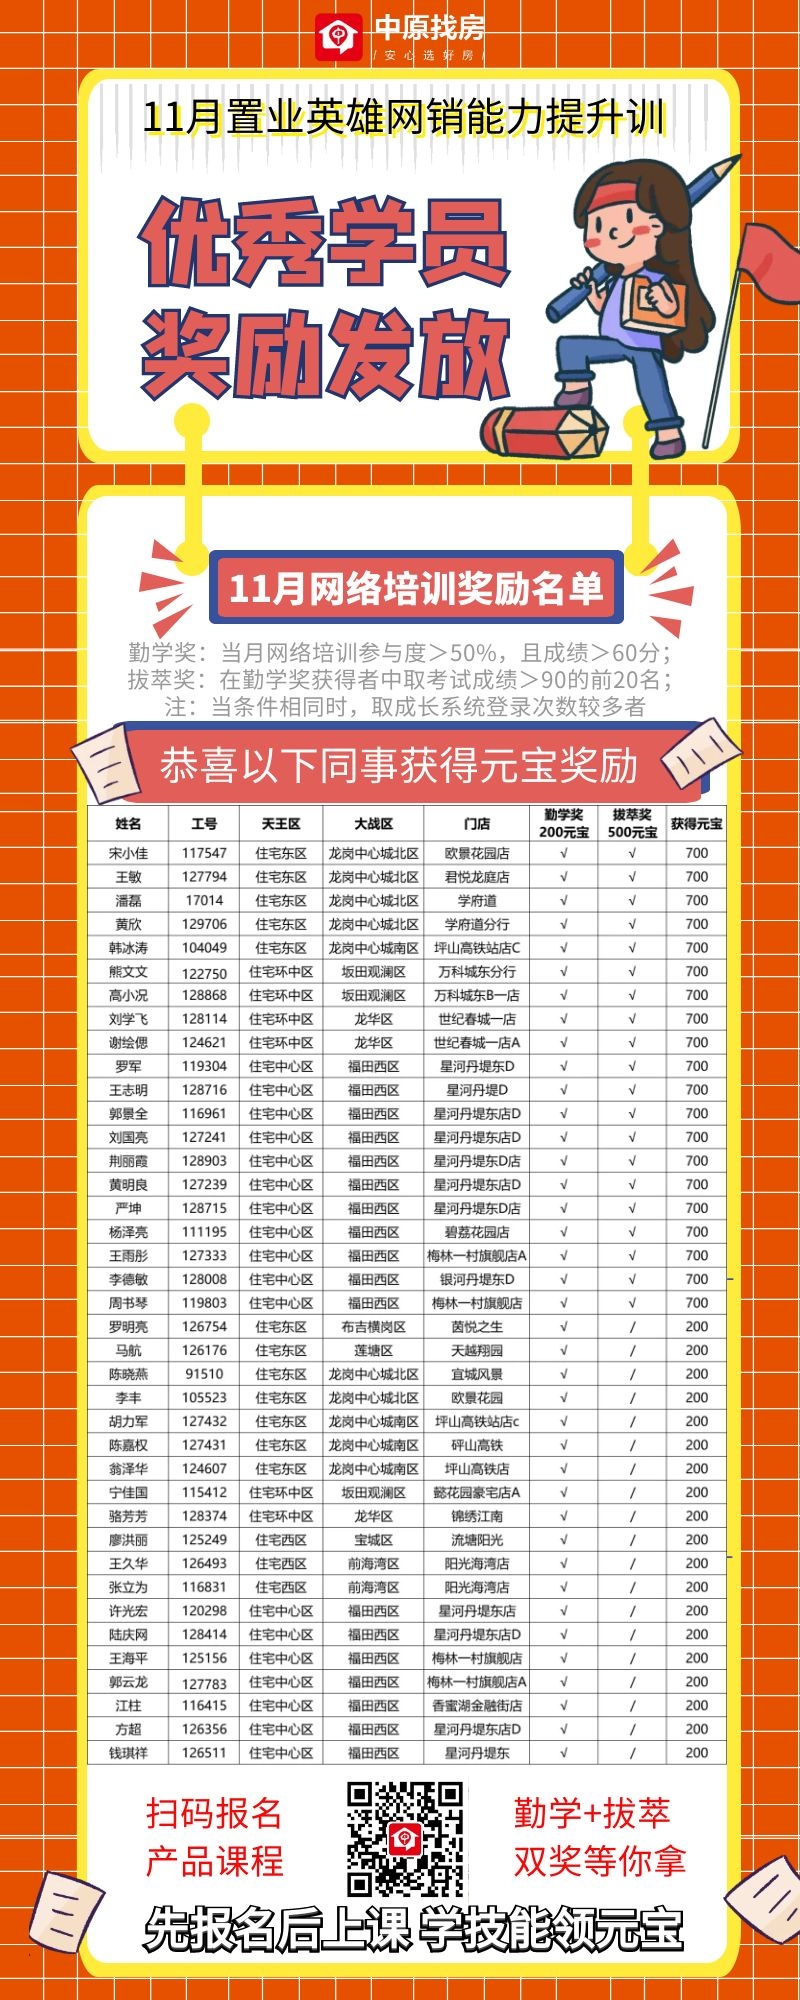 中原找房
安心选好房
11月置业英雄网销能力提升训
优秀学员
奖励发放
11月网络培训奖励名单
勤学奖：当月网络培训参与度＞50%，且成绩＞60分；
拔萃奖：在勤学奖获得者中取考试成绩＞90的前20名；
注：当条件相同时，取成长系统登录次数较多者
恭喜以下同事获得元宝奖励
姓名 工号 天王区 大战区 门店 勤学奖200元宝 拔萃奖500元宝 获得元宝
宋小佳 117547 住宅东区 龙岗中心城北区 欧景花园店 √ √ 700
王敏 127794 住宅东区 龙岗中心城北区 君悦龙庭店 √ √ 700
潘磊 17014 住宅东区 龙岗中心城北区 学府道 √ √ 700
黄欣 129706 住宅东区 龙岗中心城北区 学府道分行 √ √ 700
韩冰涛 104049 住宅东区 龙岗中心城南区 坪山高铁站店C √ √ 700
熊文文 122750 住宅环中区 坂田观澜区 万科城东分行 √ √ 700
高小况 128868 住宅环中区 坂田观澜区 万科城东B一店 √ √ 700
刘学飞 128114 住宅环中区 龙华区 世纪春城一店 √ √ 700
谢绘偲 124621 住宅环中区 龙华区 世纪春城一店A √ √ 700
罗军 119304 住宅中心区 福田西区 星河丹堤东D √ √ 700
王志明 128716 住宅中心区 福田西区 星河丹堤D √ √ 700
郭景全 116961 住宅中心区 福田西区 星河丹堤东店D √ √ 700
刘国亮 127241 住宅中心区 福田西区 星河丹堤东店D √ √ 700
荆丽霞 128903 住宅中心区 福田西区 星河丹堤东D店 √ √ 700
黄明良 127239 住宅中心区 福田西区 星河丹堤东店D √ √ 700
严坤 128715 住宅中心区 福田西区 星河丹堤东D店 √ √ 700
杨泽亮 111195 住宅中心区 福田西区 碧荔花园店 √ √ 700
王雨彤 127333 住宅中心区 福田西区 梅林一村旗舰店A √ √ 700
李德敏 128008 住宅中心区 福田西区 银河丹堤东D √ √ 700
周书琴 119803 住宅中心区 福田西区 梅林一村旗舰店 √ √ 700
罗明亮 126754 住宅东区 布吉横岗区 茵悦之生 √ / 200
马航 126176 住宅东区 莲塘区 天越翔园 √ / 200
陈晓燕 91510 住宅东区 龙岗中心城北区 宜城风景 √ / 200
李丰 105523 住宅东区 龙岗中心城北区 欧景花园 √ / 200
胡力军 127432 住宅东区 龙岗中心城南区 坪山高铁站店c √ / 200
陈嘉权 127431 住宅东区 龙岗中心城南区 砰山高铁 √ / 200
翁泽华 124607 住宅东区 龙岗中心城南区 坪山高铁店 √ / 200
宁佳国 115412 住宅环中区 坂田观澜区 懿花园豪宅店A √ / 200
骆芳芳 128374 住宅环中区 龙华区 锦绣江南 √ / 200
廖洪丽 125249 住宅西区 宝城区 流塘阳光 √ / 200
王久华 126493 住宅西区 前海湾区 阳光海湾店 √ / 200
张立为 116831 住宅西区 前海湾区 阳光海湾店 √ / 200
许光宏 120298 住宅中心区 福田西区 星河丹堤东店 √ / 200
陆庆网 128414 住宅中心区 福田西区 星河丹堤东店D √ / 200
王海平 125156 住宅中心区 福田西区 梅林一村旗舰店 √ / 200
郭云龙 127783 住宅中心区 福田西区 梅林一村旗舰店A √ / 200
江柱 116415 住宅中心区 福田西区 香蜜湖金融街店 √ / 200
方超 126356 住宅中心区 福田西区 星河丹堤东店D √ / 200
钱琪祥 126511 住宅中心区 福田西区 星河丹堤东 √ / 200
扫码报名
产品课程
勤学+拔萃
双奖等你拿
先报名后上课 学技能领元宝